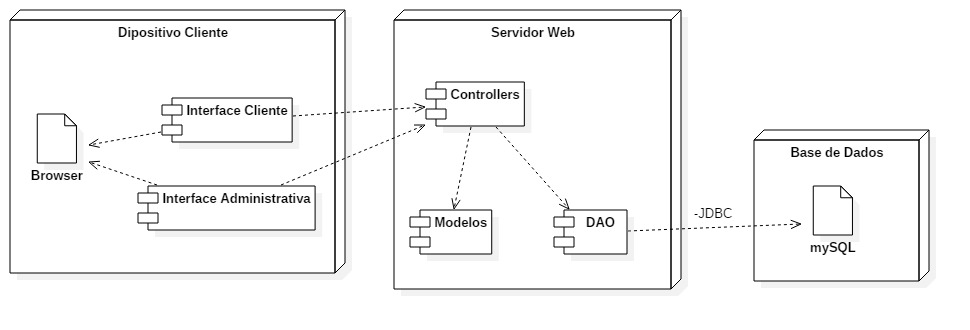 Dipositivo Cliente
Interface Cliente
Browser
Interface Administrativa
Servidor Web
Controllers
Modelos
DAO
-JDBC
Base de Dados
mySQL